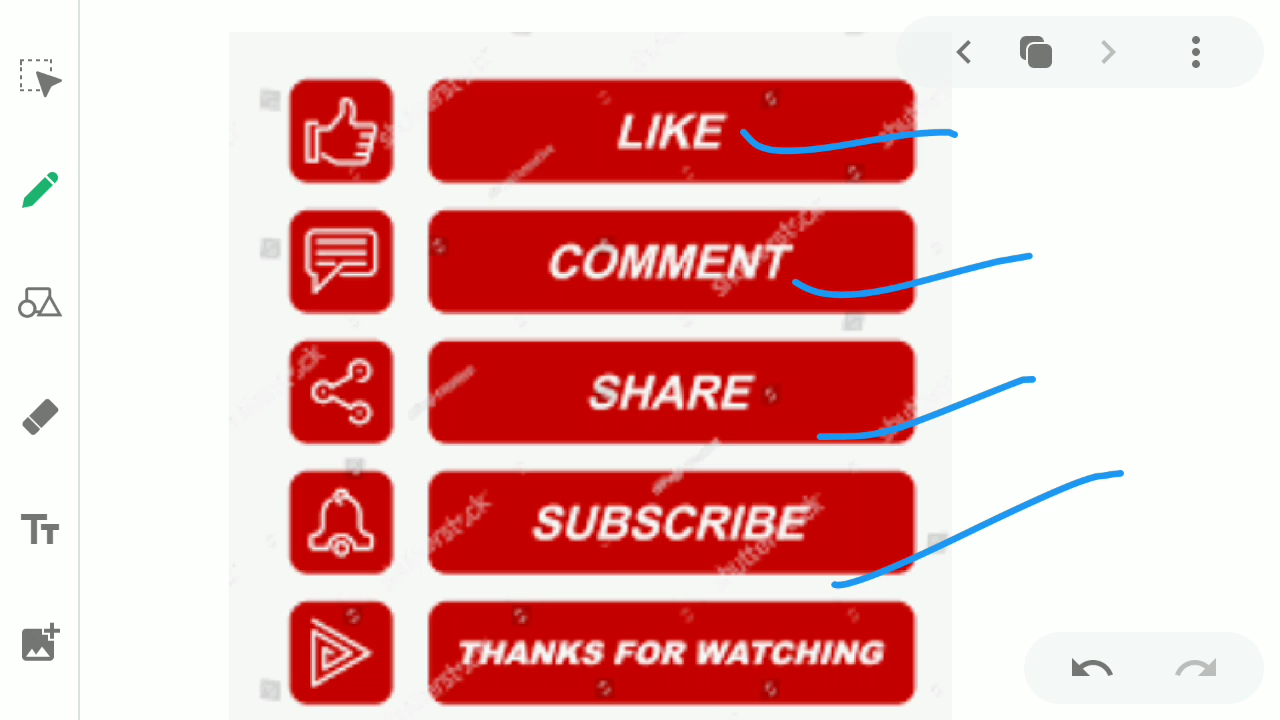 LIKE
COMMENT
SHARE
SUBSCRIBE
THANKS FOR WATCHING